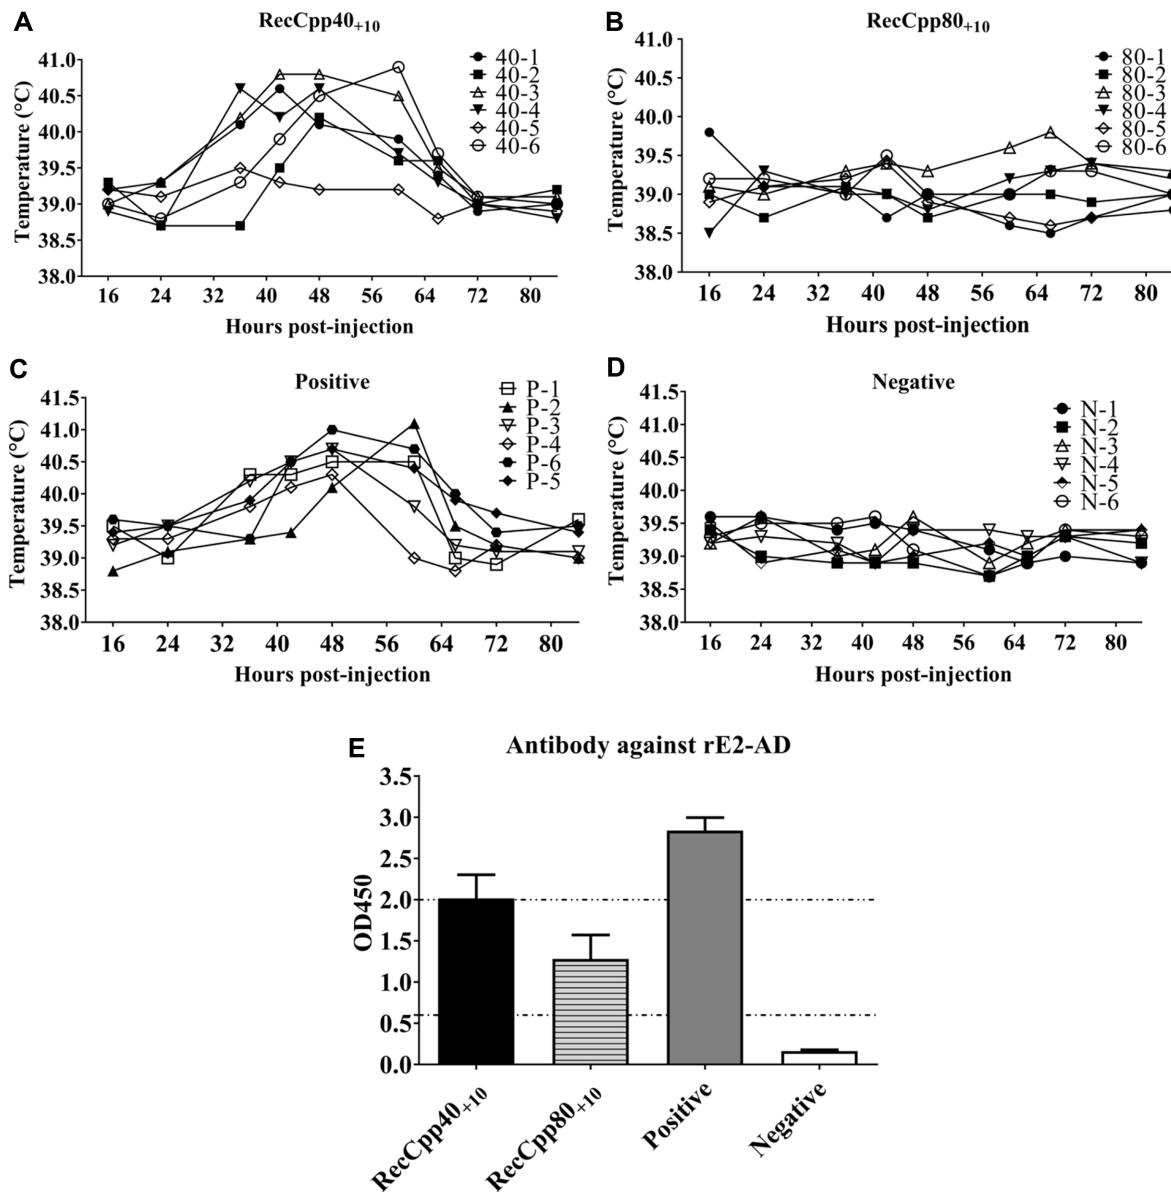 A
RecCpp40+10
41.0
40.5
40.0
39.5
39.0
38.5
38.0
Temperature (°C)
16 24 32 40 48 56 64 72 80
Hours post-injection
40-1
40-2
40-3
40-4
40-5
40-6
B
RecCpp80+10
41.0
40.5
40.0
39.5
39.0
38.5
38.0
Temperature (°C)
16 24 32 40 48 56 64 72 80
Hours post-injection
80-1
80-2
80-3
80-4
80-5
80-6
C
Positive
41.5
41.0
40.5
40.0
39.5
39.0
38.5
38.0
Temperature (°C)
16 24 32 40 48 56 64 72 80
Hours post-injection
P-1
P-2
P-3
P-4
P-6
P-5
D
Negative
41.5
41.0
40.5
40.0
39.5
39.0
38.5
38.0
Temperature (°C)
16 24 32 40 48 56 64 72 80
Hours post-injection
N-1
N-2
N-3
N-4
N-5
N-6
E
Antibody against rE2-AD
3.5
3.0
2.5
2.0
1.5
1.0
0.5
0.0
OD450
RecCpp40+10
RecCpp80+10
Positive
Negative